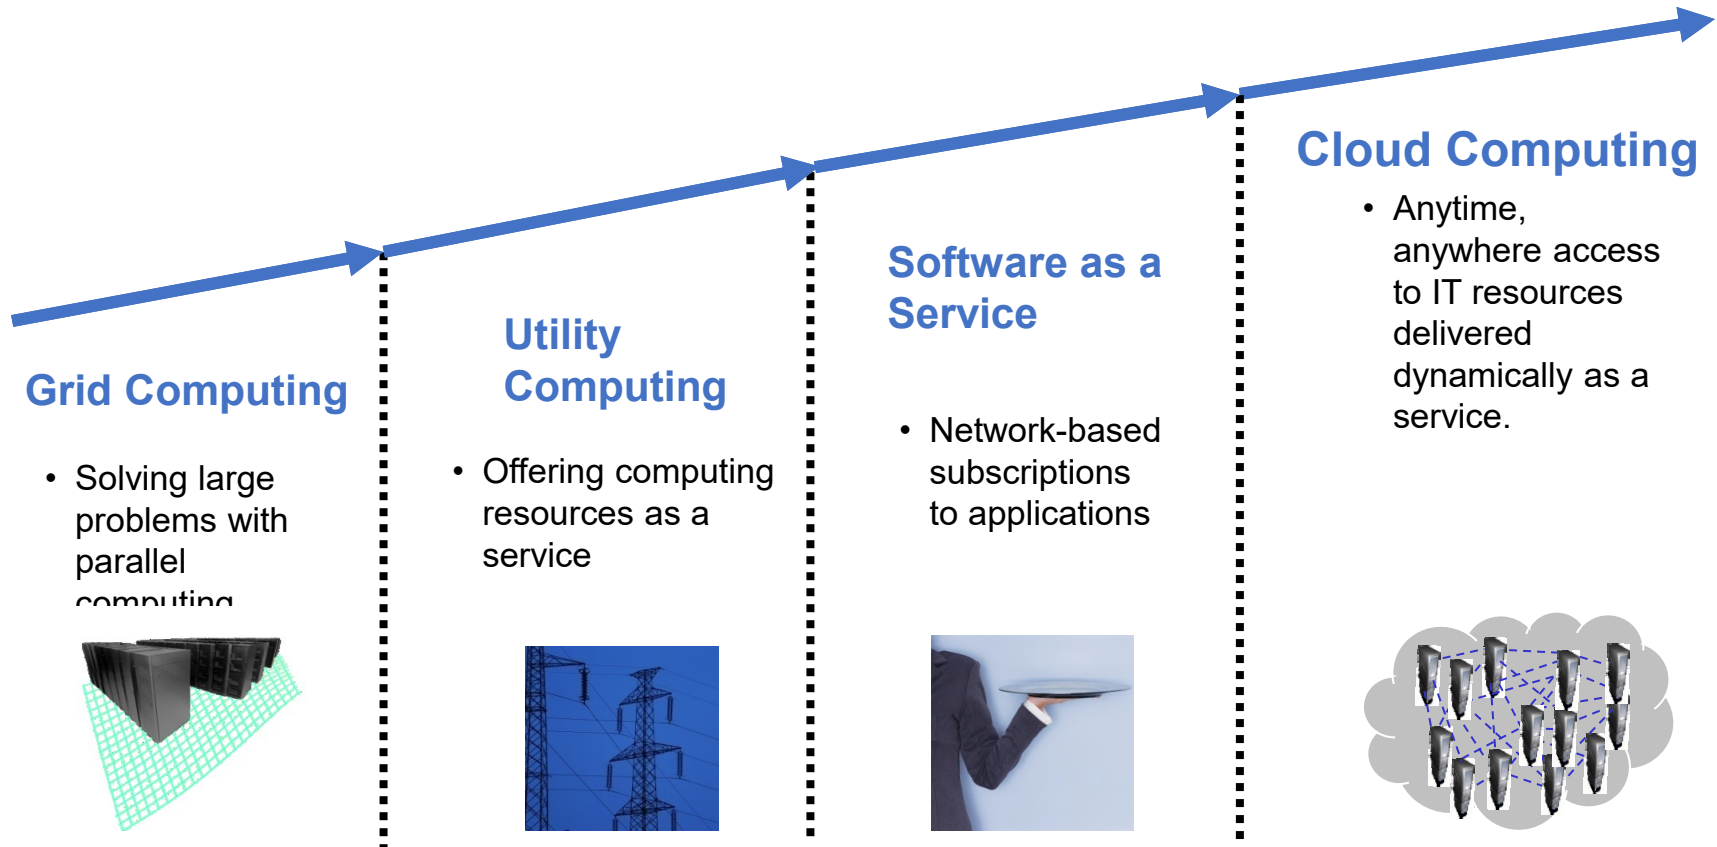 Grid Computing
• Solving large
problems with
parallel
computing
Utility
Computing
• Offering computing
resources as a
service
Software as a
Service
• Network-based
subscriptions
to applications
Cloud Computing
• Anytime,
anywhere access
to IT resources
delivered
dynamically as a
service.